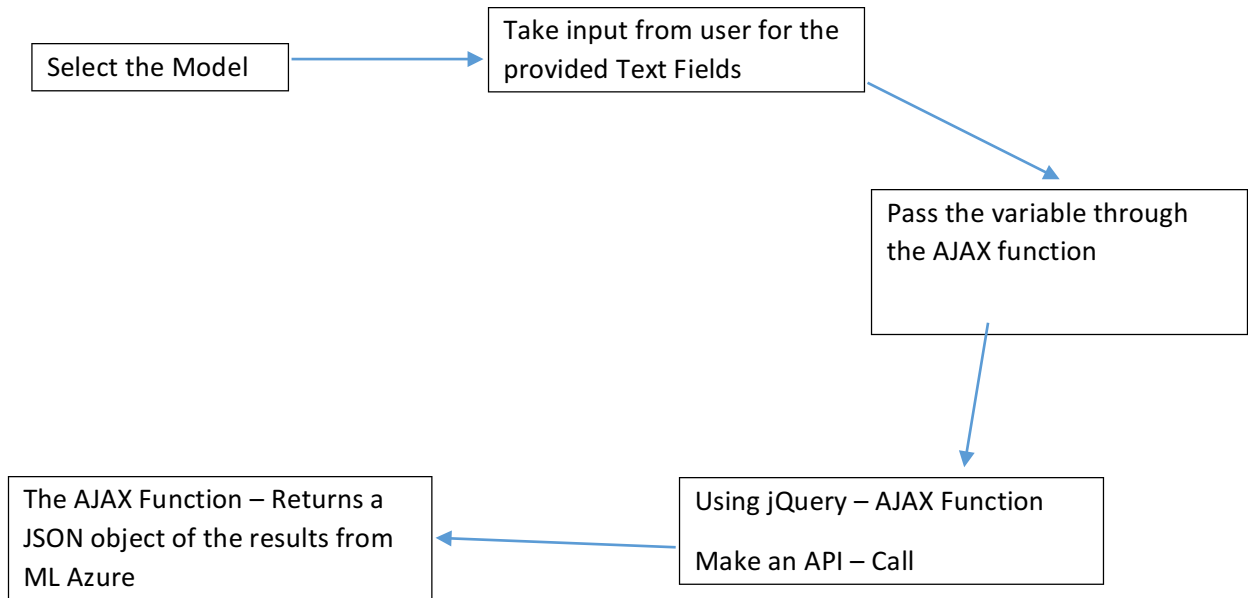 Select the Model
Take input from user for the
provided Text Fields
Pass the variable through
the AJAX function
Using jQuery – AJAX Function
Make an API – Call
The AJAX Function – Returns a
JSON object of the results from
ML Azure